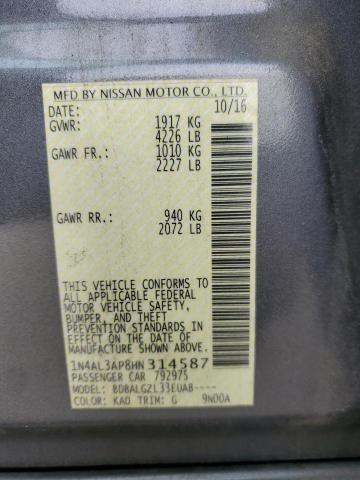 MFD BY NISSAN MOTOR CO., LTD.
DATE: 10/16
GVWR: 1917 KG
4226 LB
GAWR FR.: 1010 KG
2227 LB
GAWR RR.: 940 KG
2072 LB
THIS VEHICLE CONFORMS TO
ALL APPLICABLE FEDERAL
MOTOR VEHICLE SAFETY,
BUMPER, AND THEFT
PREVENTION STANDARDS
IN EFFECT ON THE DATE OF
MANUFACTURE SHOWN ABOVE.
1N4AL3AP8HN314587
PASSENGER CAR 792975
MODEL: BDBALGZL33EUAB----
COLOR: KAD TRIM: G 9N00A